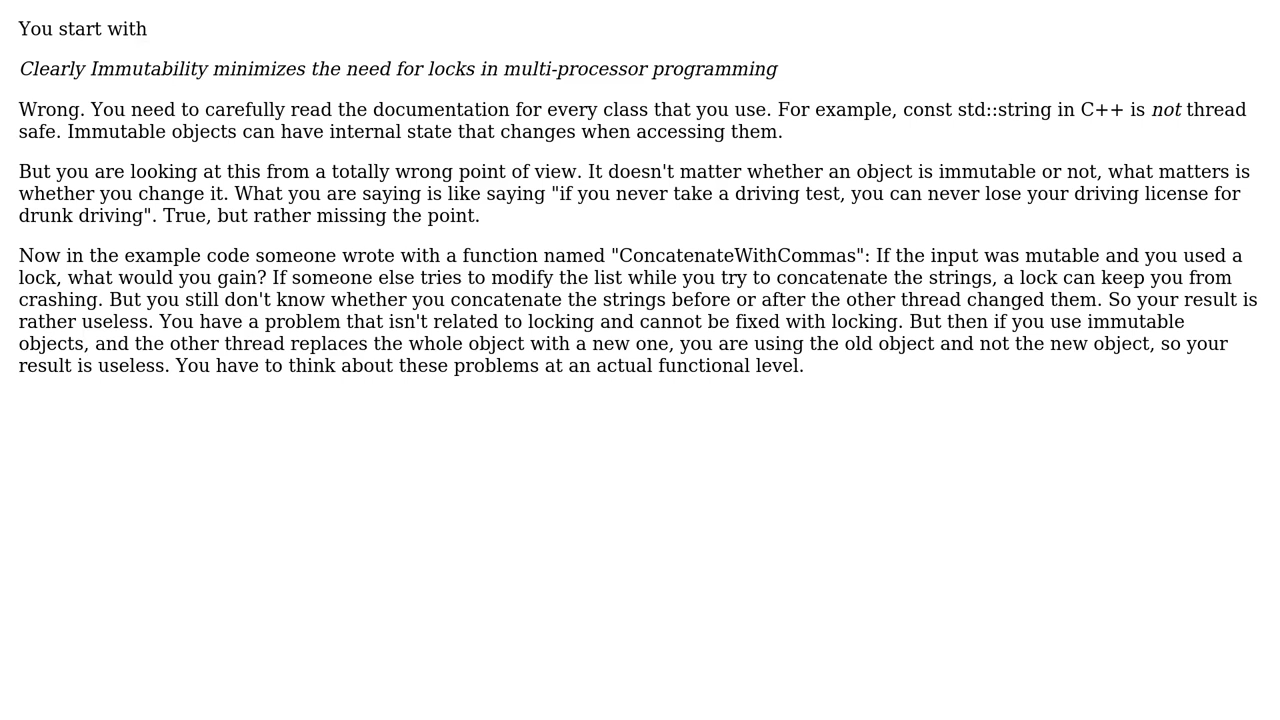 You start with
Clearly Immutability minimizes the need for locks in multi-processor programming
Wrong. You need to carefully read the documentation for every class that you use. For example, const std::string in C++ is not thread
safe. Immutable objects can have internal state that changes when accessing them.
But you are looking at this from a totally wrong point of view. It doesn't matter whether an object is immutable or not, what matters is
whether you change it. What you are saying is like saying "if you never take a driving test, you can never lose your driving license for
drunk driving". True, but rather missing the point.
Now in the example code someone wrote with a function named "ConcatenateWithCommas": If the input was mutable and you used a
lock, what would you gain? If someone else tries to modify the list while you try to concatenate the strings, a lock can keep you from
crashing. But you still don't know whether you concatenate the strings before or after the other thread changed them. So your result is
rather useless. You have a problem that isn't related to locking and cannot be fixed with locking. But then if you use immutable
objects, and the other thread replaces the whole object with a new one, you are using the old object and not the new object, so your
result is useless. You have to think about these problems at an actual functional level.